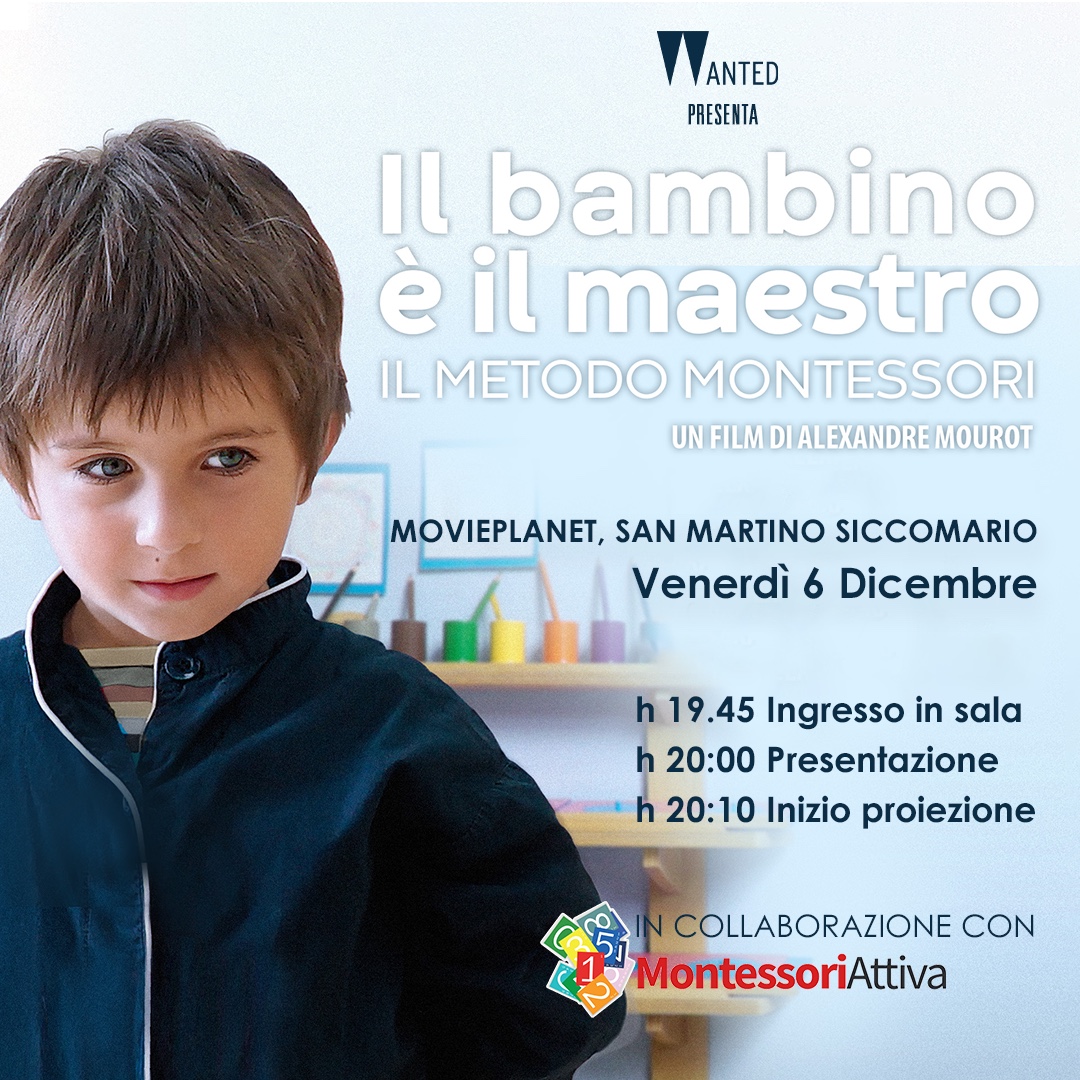 WANTED
PRESENTA
Il bambino
è il maestro
IL METODO MONTESSORI
UN FILM DI ALEXANDRE MOUROT
MOVIEPLANET, SAN MARTINO SICCOMARIO
Venerdì 6 Dicembre
h 19.45 Ingresso in sala
h 20:00 Presentazione
h 20:10 Inizio proiezione
IN COLLABORAZIONE CON
MontessoriAttiva